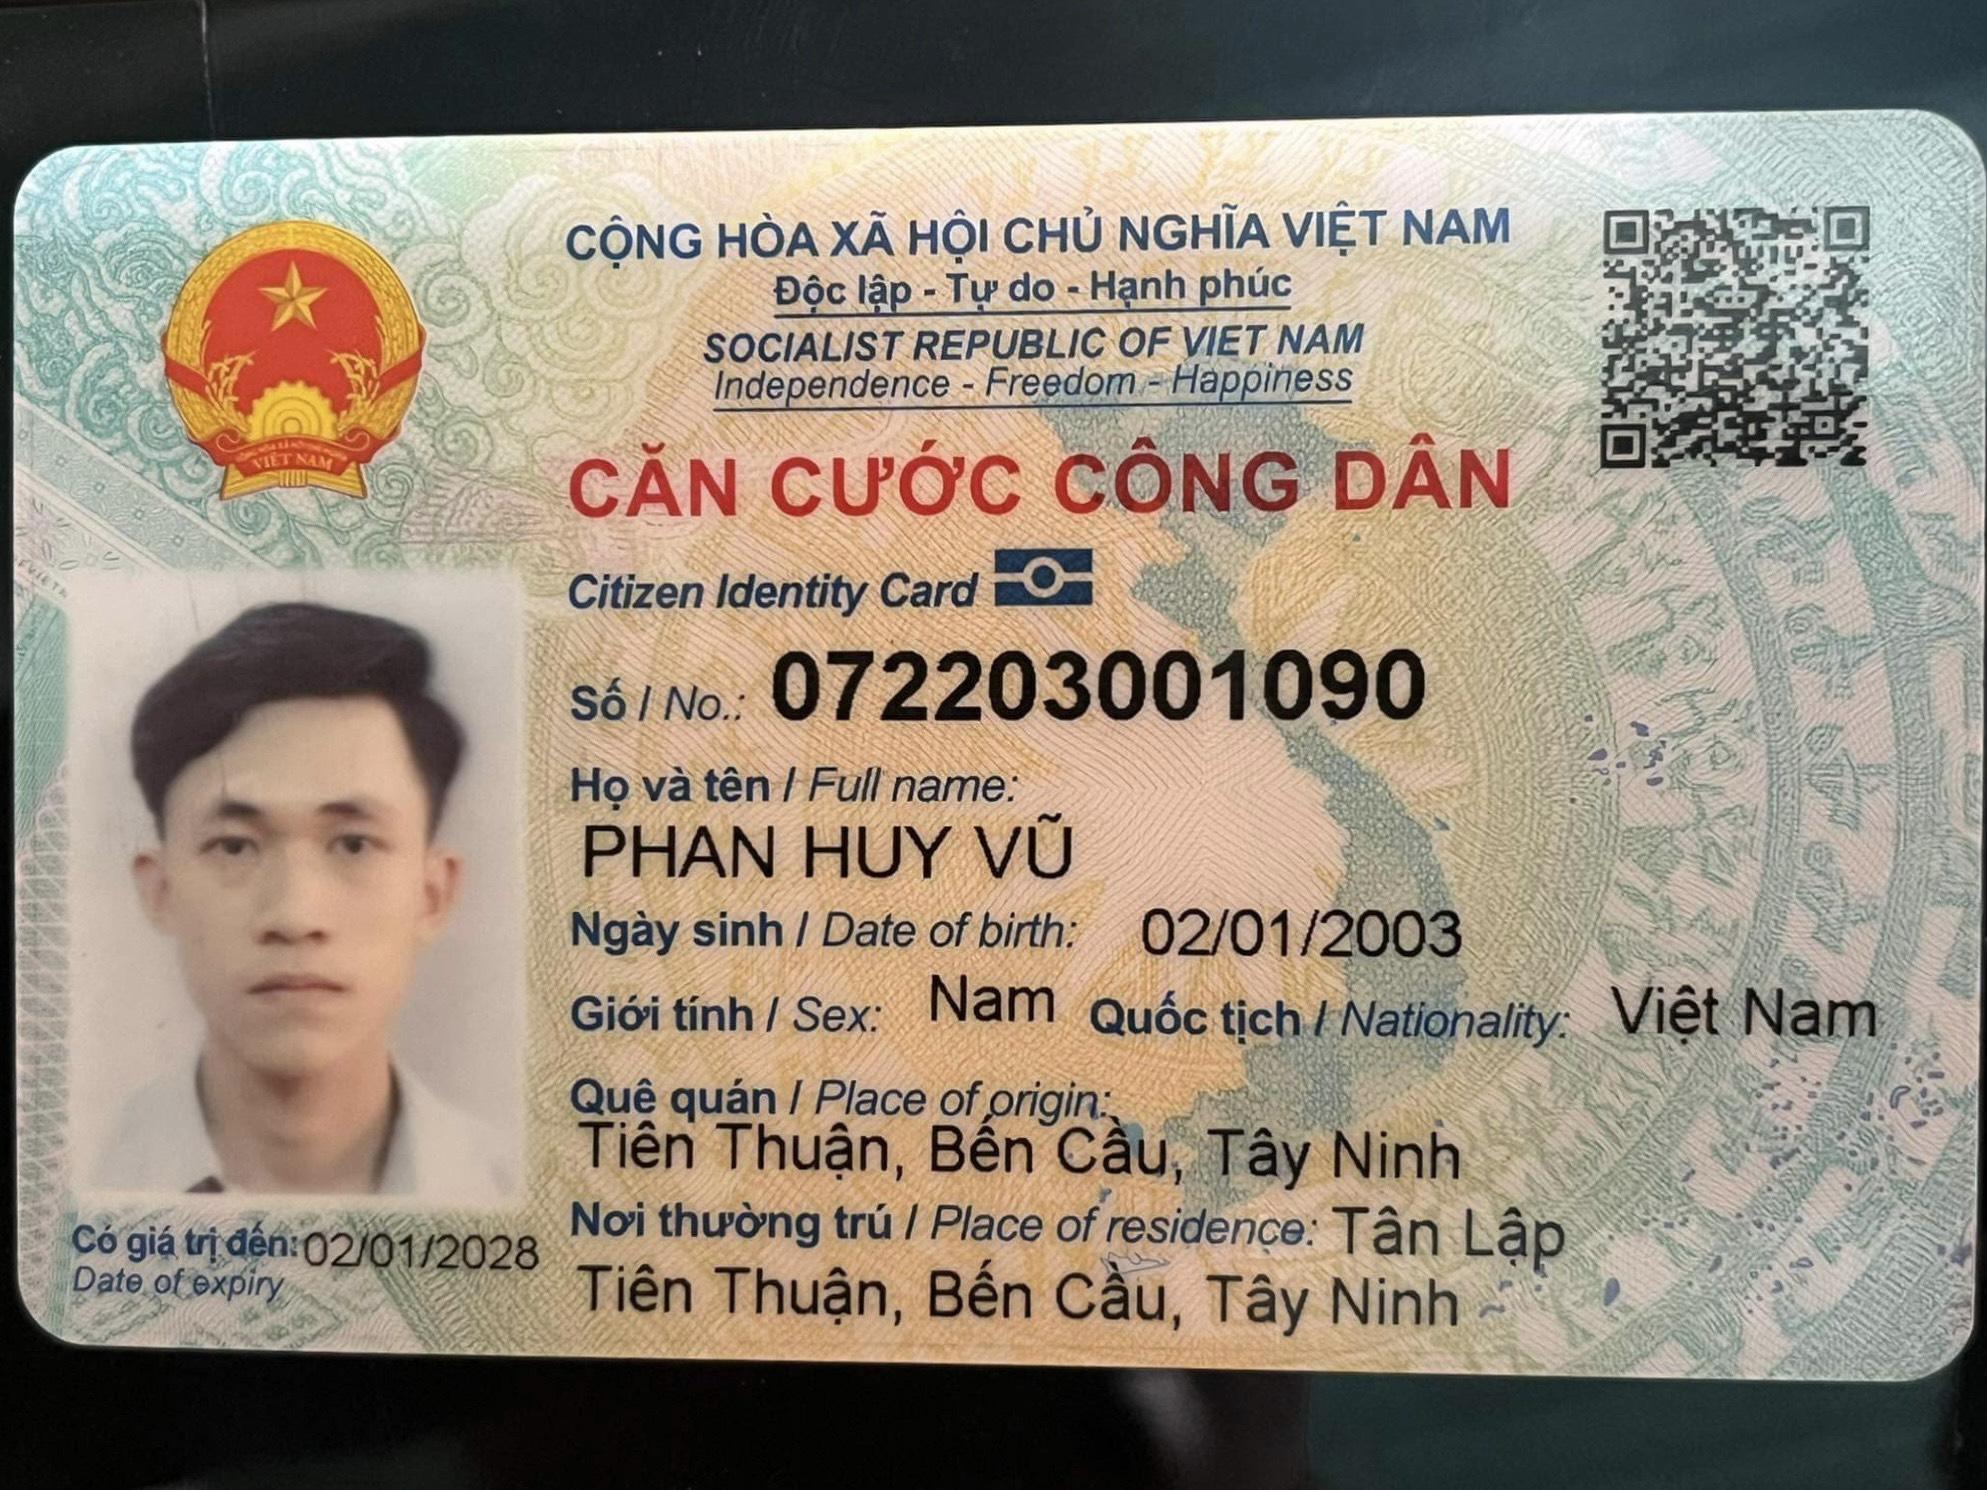 CỘNG HÒA XÃ HỘI CHỦ NGHĨA VIỆT NAM
Độc lập - Tự do - Hạnh phúc
SOCIALIST REPUBLIC OF VIET NAM
Independence - Freedom - Happiness
VIỆT NAM
CĂN CƯỚC CÔNG DÂN
Citizen Identity Card
Số / No.: 072203001090
Họ và tên / Full name:
PHAN HUY VŨ
Ngày sinh / Date of birth: 02/01/2003
Giới tính / Sex: Nam Quốc tịch / Nationality: Việt Nam
Quê quán / Place of origin:
Tiên Thuận, Bến Cầu, Tây Ninh
Nơi thường trú / Place of residence: Tân Lập
Tiên Thuận, Bến Cầu, Tây Ninh
Có giá trị đến: 02/01/2028
Date of expiry